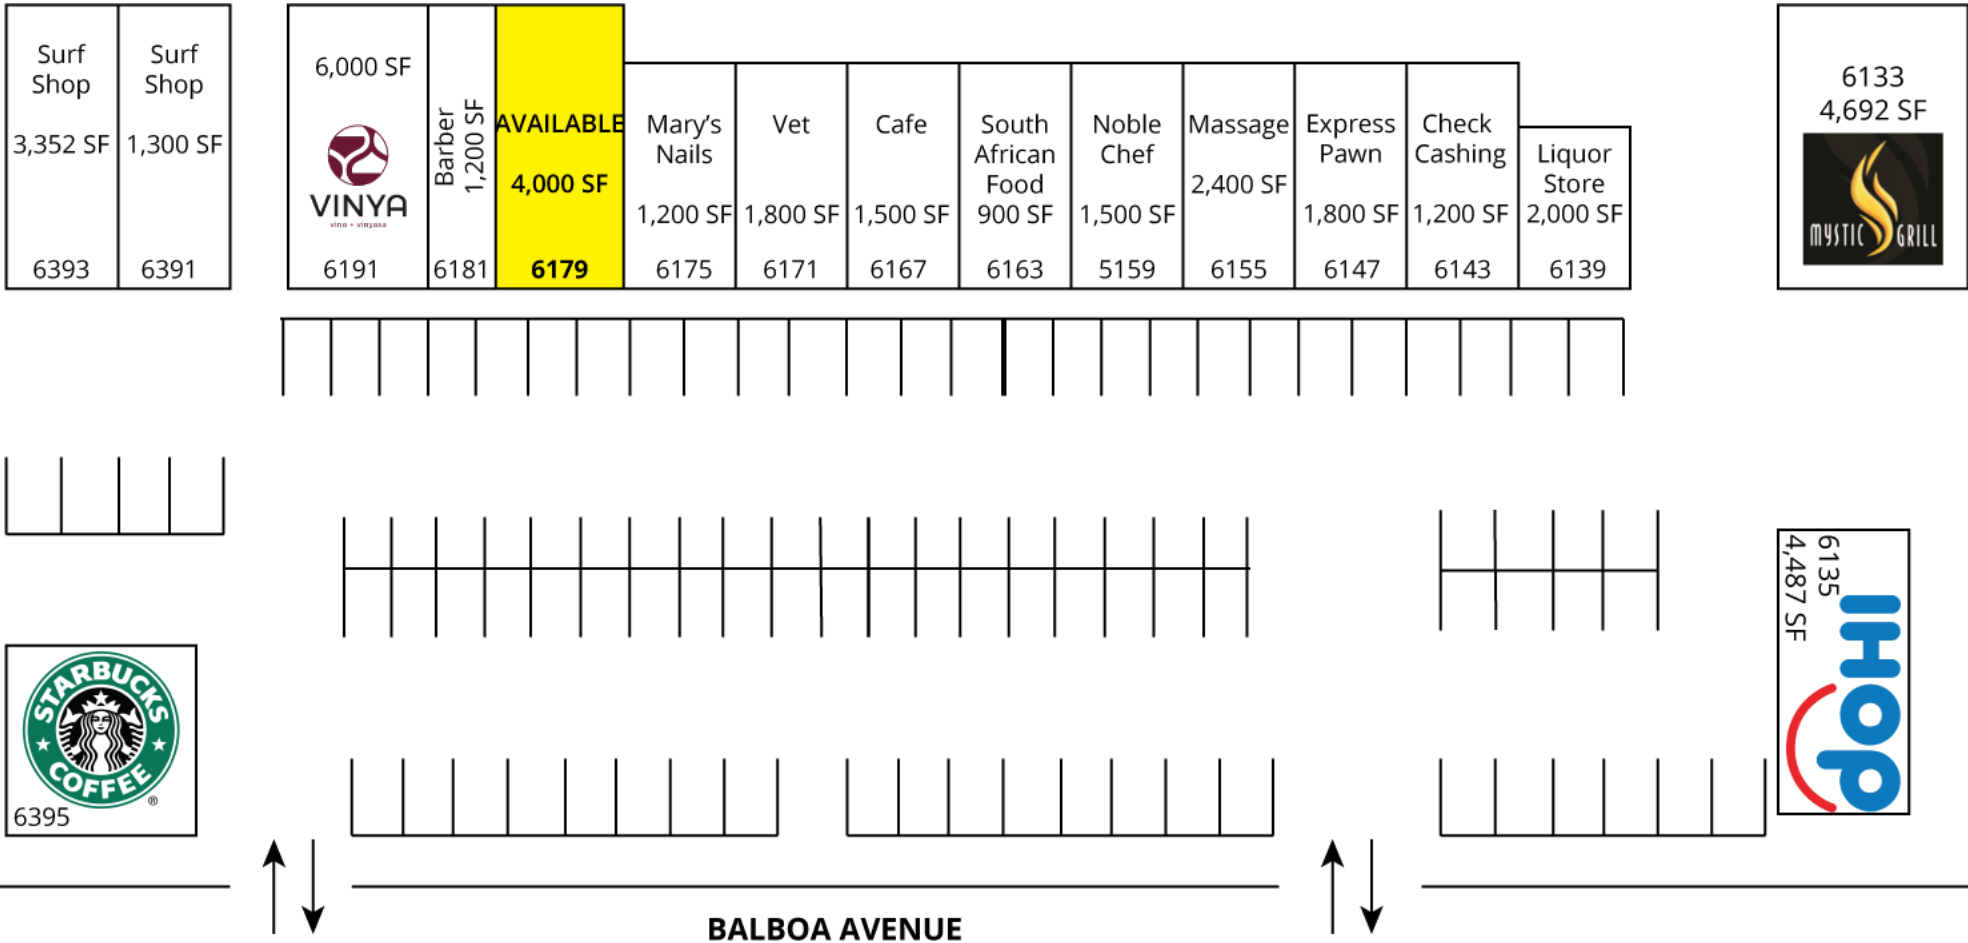 Surf
Shop
3,352 SF
6393
Surf
Shop
1,300 SF
6391
6,000 SF
VINYA
vino + vinyasa
6191
Barber
1,200 SF
6181
AVAILABLE
4,000 SF
6179
Mary's
Nails
1,200 SF
6175
Vet
1,800 SF
6171
Cafe
1,500 SF
6167
South
African
Food
900 SF
6163
Noble
Chef
1,500 SF
5159
Massage
2,400 SF
6155
Express
Pawn
1,800 SF
6147
Check
Cashing
1,200 SF
6143
Liquor
Store
2,000 SF
6139
6133
4,692 SF
MYSTIC GRILL
6135
4,487 SF
IHOP
STARBUCKS
COFFEE
®
6395
BALBOA AVENUE